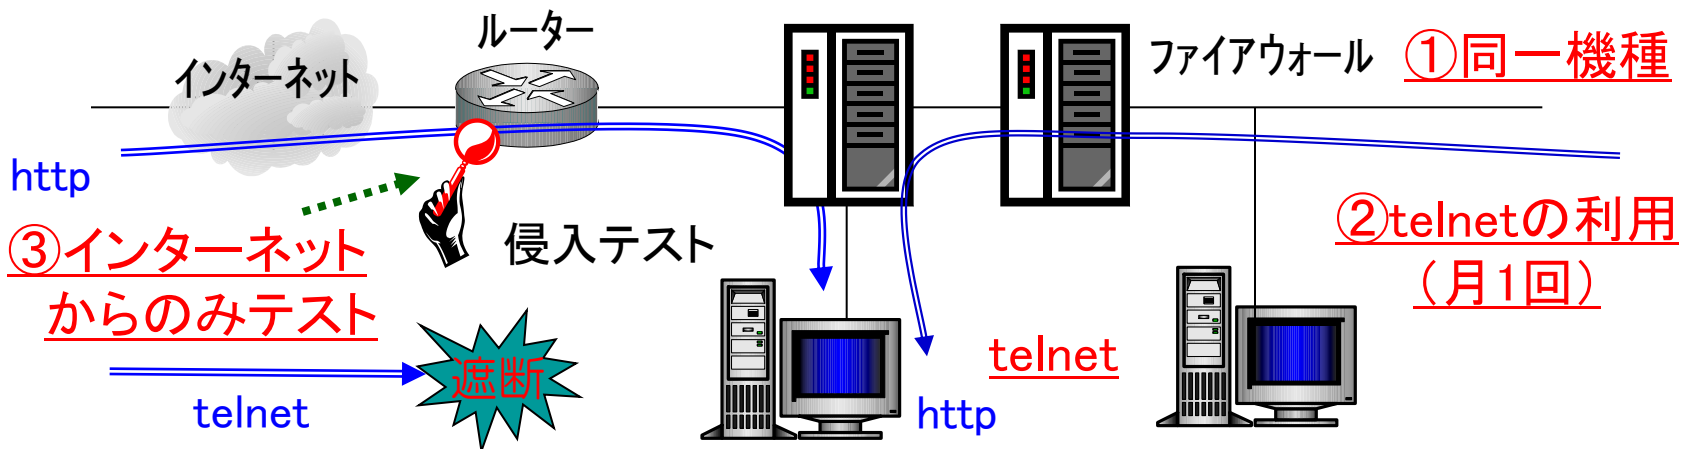 ルーター
インターネット
ファイアウォール
①同一機種
http
②telnetの利用
（月1回）
③インターネット
からのみテスト
侵入テスト
遮断
telnet
telnet
http